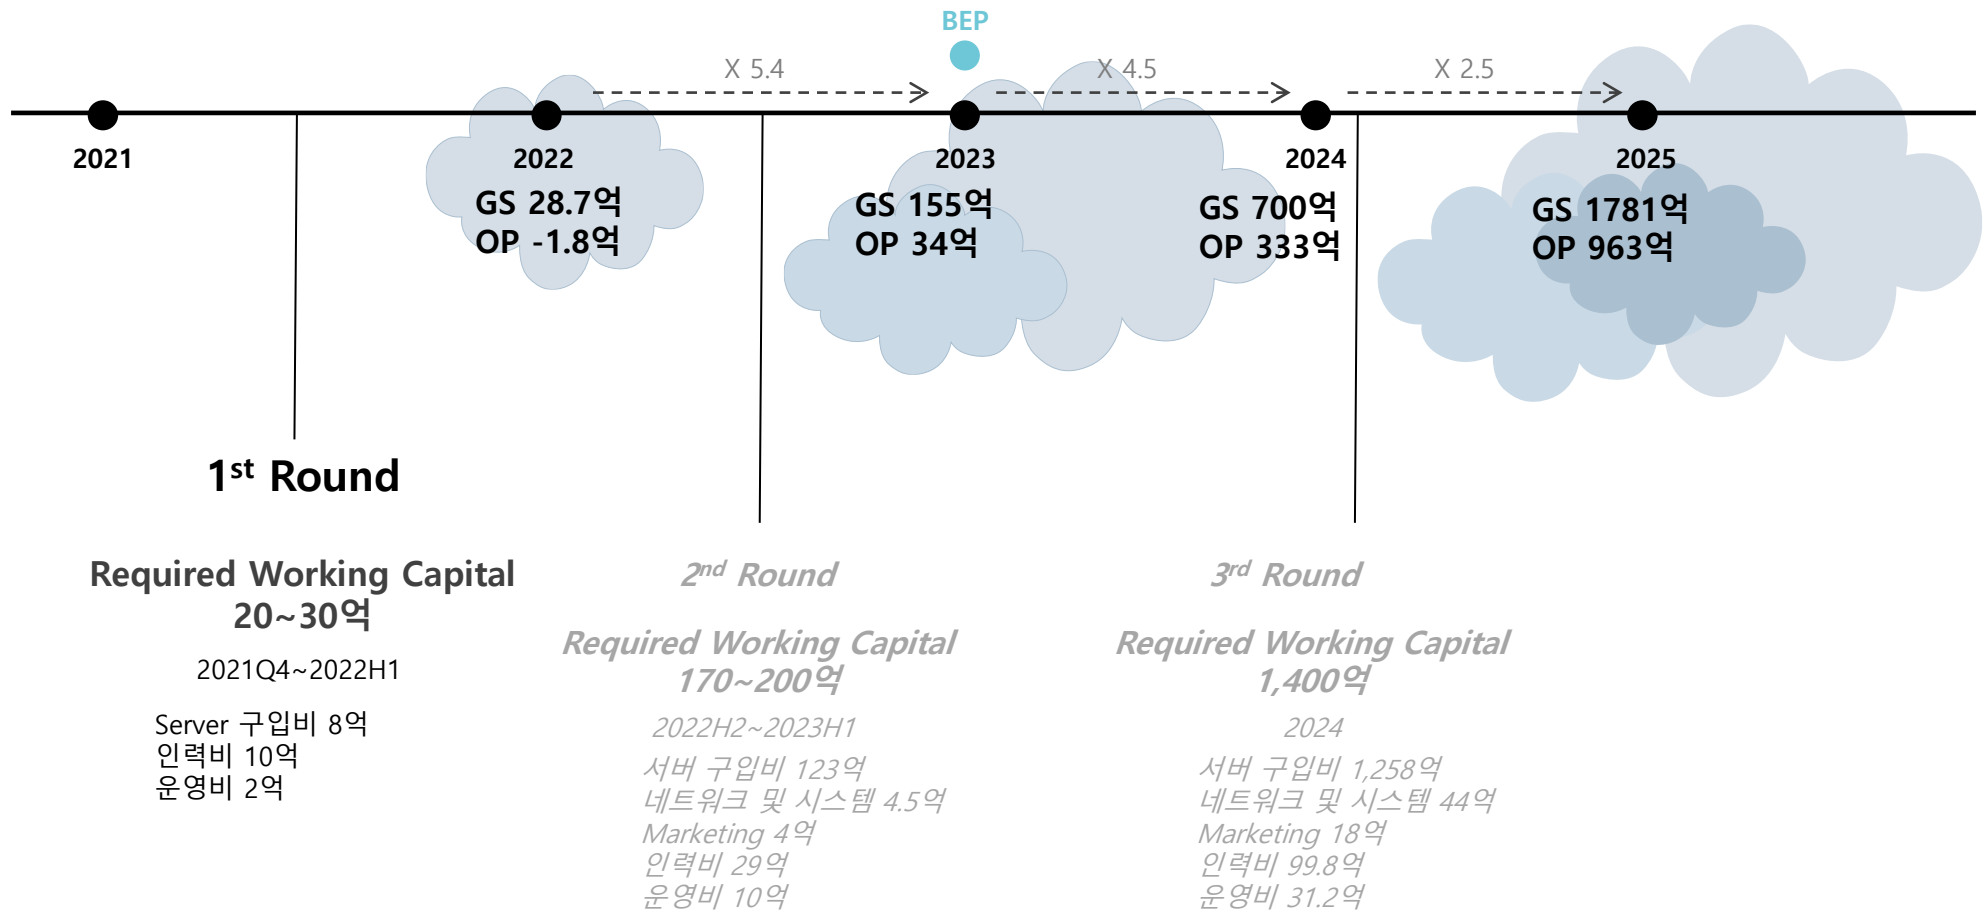 BEP
X 5.4
X 4.5
X 2.5
2021
2022
2023
2024
2025
GS 28.7억
OP -1.8억
GS 155억
OP 34억
GS 700억
OP 333억
GS 1781억
OP 963억
1st Round
Required Working Capital
20~30억
2021Q4~2022H1
Server 구입비 8억
인력비 10억
운영비 2억
2nd Round
Required Working Capital
170~200억
2022H2~2023H1
서버 구입비 123억
네트워크 및 시스템 4.5억
Marketing 4억
인력비 29억
운영비 10억
3rd Round
Required Working Capital
1,400억
2024
서버 구입비 1,258억
네트워크 및 시스템 44억
Marketing 18억
인력비 99.8억
운영비 31.2억